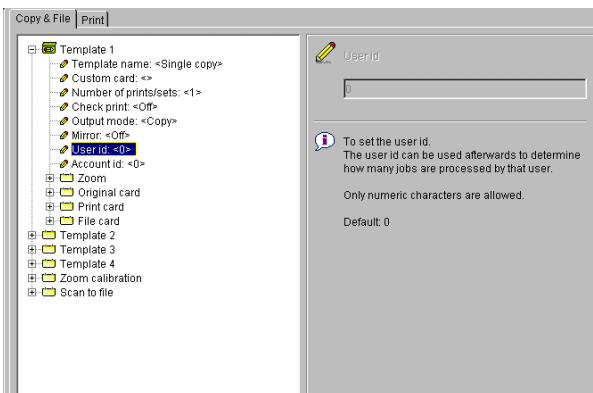 Copy & File
Print
Template 1
Template name: <Single copy>
Custom card: <>
Number of prints/sets: <1>
Check print: <Off>
Output mode: <Copy>
Mirror: <Off>
User id: <0>
Account id: <0>
Zoom
Original card
Print card
File card
Template 2
Template 3
Template 4
Zoom calibration
Scan to file
User id
0
To set the user id.
The user id can be used afterwards to determine
how many jobs are processed by that user.
Only numeric characters are allowed.
Default: 0